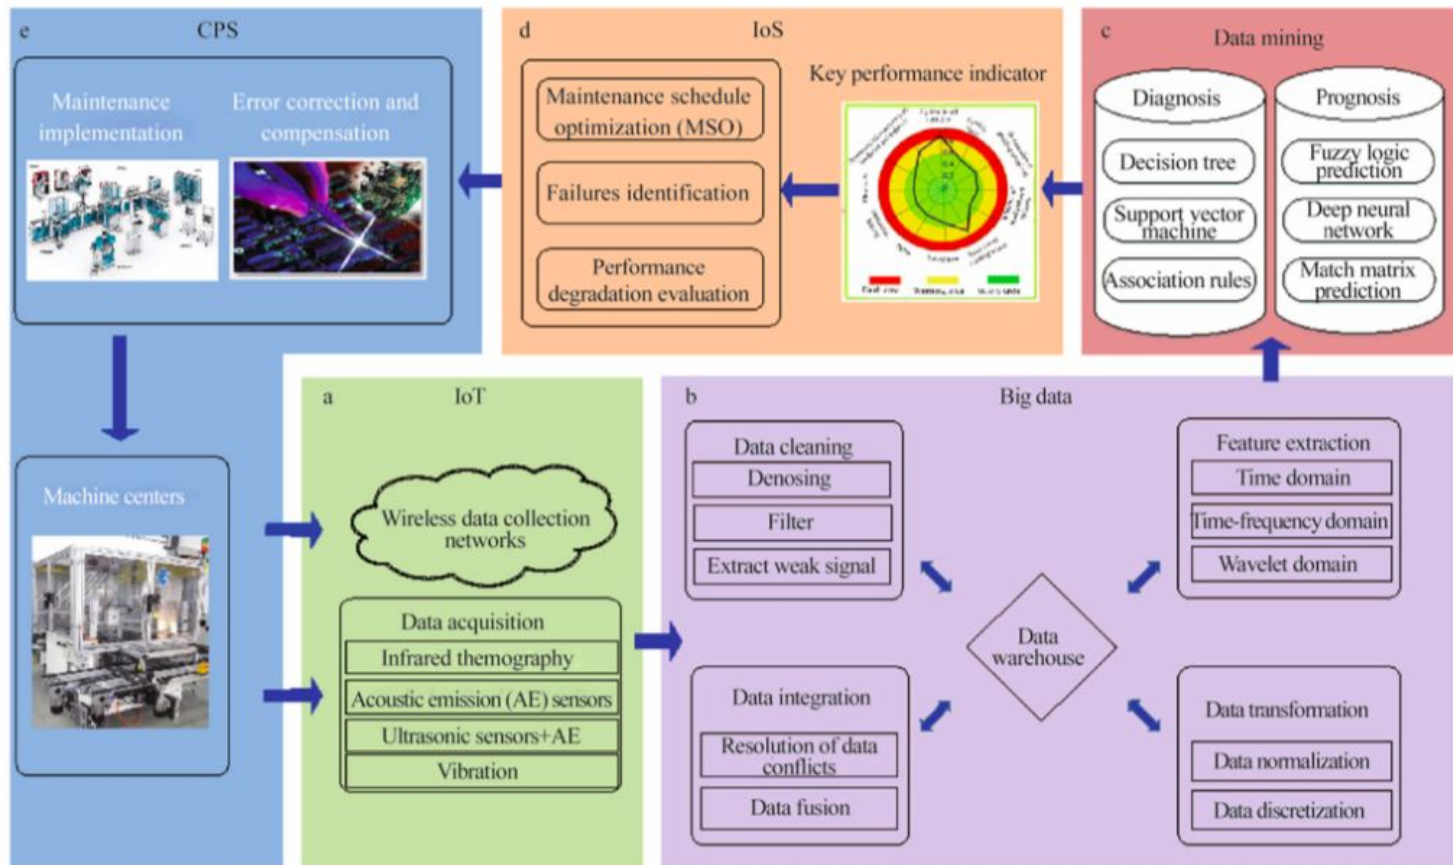 e
CPS
Maintenance
implementation
Error correction and
compensation
Machine centers
d
IoS
Maintenance schedule
optimization (MSO)
Failures identification
Performance
degradation evaluation
Key performance indicator
c
Data mining
Diagnosis
Decision tree
Support vector
machine
Association rules
Prognosis
Fuzzy logic
prediction
Deep neural
network
Match matrix
prediction
a
IoT
Wireless data collection
networks
Data acquisition
Infrared themography
Acoustic emission (AE) sensors
Ultrasonic sensors+AE
Vibration
b
Big data
Data cleaning
Denosing
Filter
Extract weak signal
Data integration
Resolution of data
conflicts
Data fusion
Data
warehouse
Feature extraction
Time domain
Time-frequency domain
Wavelet domain
Data transformation
Data normalization
Data discretization